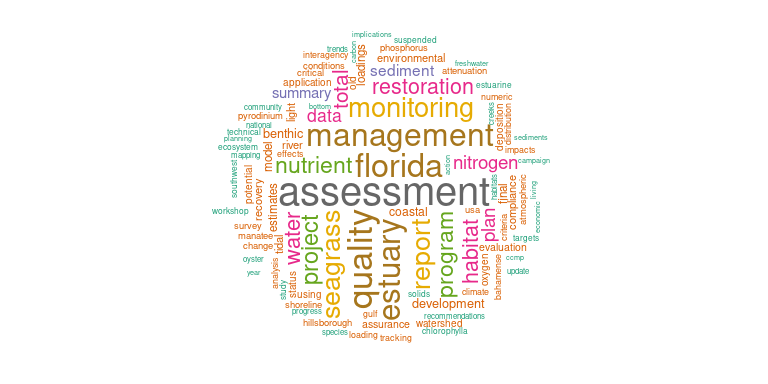 implications
suspended
trends
carbon
interagency
loadings
phosphorus
environmental
conditions
critical
application
old
total
sediment
freshwater
attenuation
summary
restoration
estuarine
community
bottom
monitoring
numeric
pyrodinium
light
data
creeks
deposition
distribution
national
technical
benthic
management
sediments
planning
ecosystem
model
river
impacts
mapping
effects
nutrient
florida
action
nitrogen
campaign
southwest
potential
recovery
estimates
assessment
habitats
final
compliance
atmospheric
living
workshop
coastal
usa
economic
survey
water
project
seagrass
quality
estuary
report
program
habitat
plan
criteria
targets
manatee
change
tidal
evaluation
oyster
analysis
oxygen
ccmp
year
study
status
update
using
solids
climate
bahamense
shoreline
development
progress
gulf
recommendations
hillsborough
assurance
watershed
species
loading
tracking
chlorophylla